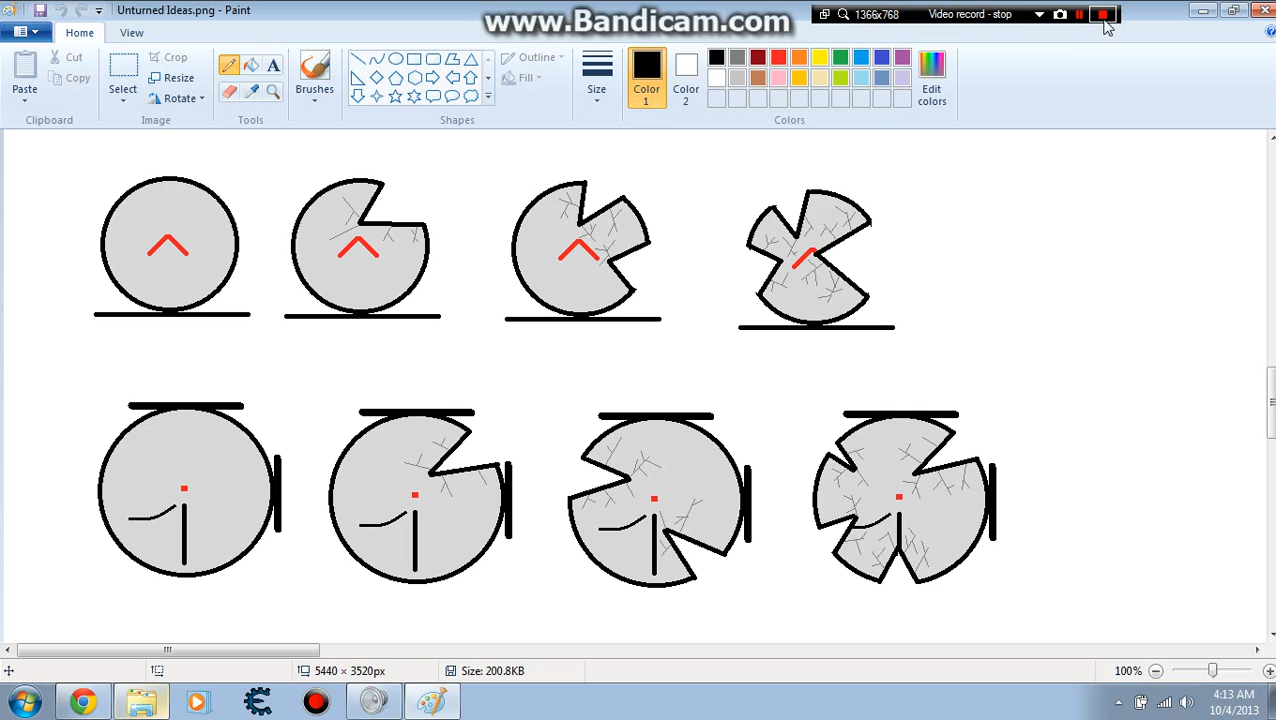 Unturned Ideas.png - Paint
www.Bandicam.com
1366x768
Video record - stop
Home
View
Paste
Cut
Copy
Clipboard
Select
Crop
Resize
Rotate
Image
A
Tools
Brushes
Outline
Fill
Shapes
Size
Color 1
Color 2
Edit colors
Colors
5440 × 3520px
Size: 200.8KB
100%
4:13 AM
10/4/2013